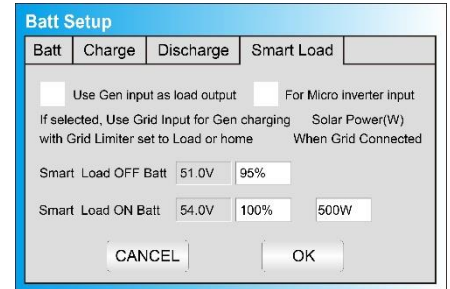 Batt Setup
Batt Charge Discharge Smart Load
Use Gen input as load output For Micro inverter input
If selected, Use Grid Input for Gen charging Solar Power(W)
with Grid Limiter set to Load or home When Grid Connected
Smart Load OFF Batt 51.0V 95%
Smart Load ON Batt 54.0V 100% 500W
CANCEL OK